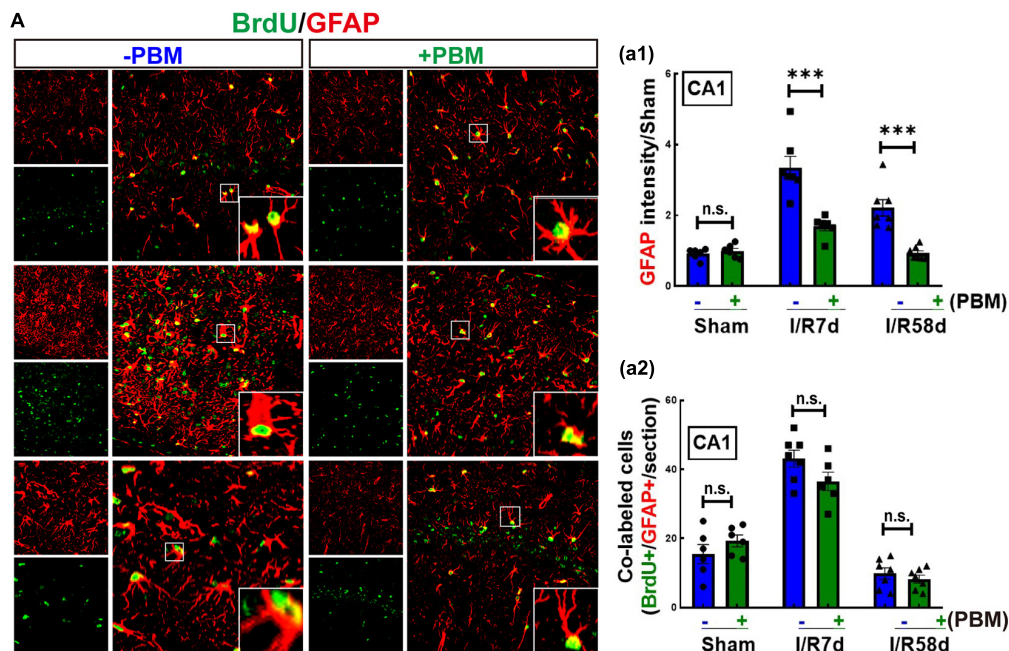 A
BrdU/GFAP
-PBM
+PBM
(a1)
GFAP intensity/Sham
6
4
2
0
CA1
n.s.
***
***
- + - + - + (PBM)
Sham I/R7d I/R58d
(a2)
Co-labeled cells
(BrdU+/GFAP+/section)
60
40
20
0
CA1
n.s.
n.s.
n.s.
- + - + - + (PBM)
Sham I/R7d I/R58d